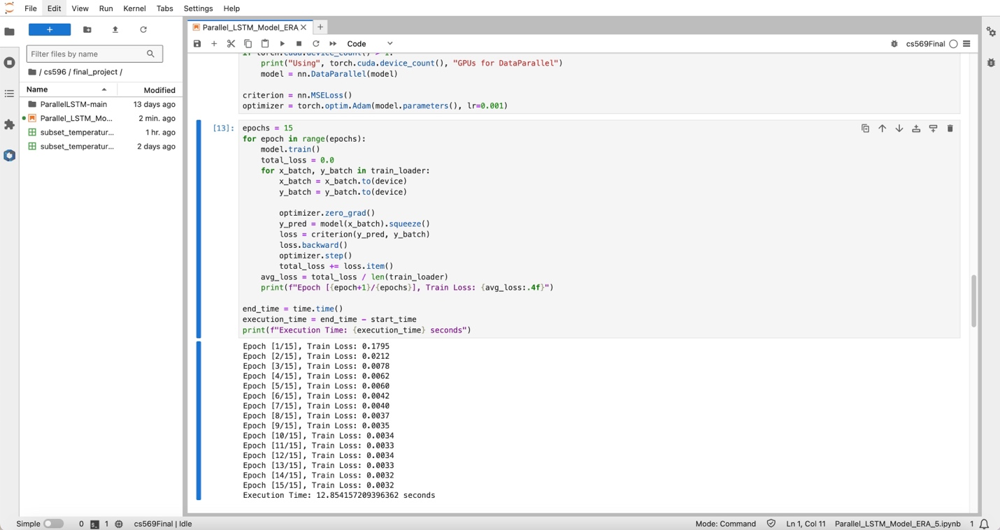 File Edit View Run Kernel Tabs Settings Help
+
Filter files by name
/ cs596 / final_project /
Name Modified
ParallelLSTM-main 13 days ago
Parallel_LSTM_Mo... 2 min. ago
subset_temperatur... 1 hr. ago
subset_temperatur... 2 days ago
Parallel_LSTM_Model_ERA
Code
cs569Final
if torch.cuda.device_count() > 1:
print("Using", torch.cuda.device_count(), "GPUs for DataParallel")
model = nn.DataParallel(model)
criterion = nn.MSELoss()
optimizer = torch.optim.Adam(model.parameters(), lr=0.001)
[13]:
epochs = 15
for epoch in range(epochs):
model.train()
total_loss = 0.0
for x_batch, y_batch in train_loader:
x_batch = x_batch.to(device)
y_batch = y_batch.to(device)
optimizer.zero_grad()
y_pred = model(x_batch).squeeze()
loss = criterion(y_pred, y_batch)
loss.backward()
optimizer.step()
total_loss += loss.item()
avg_loss = total_loss / len(train_loader)
print(f"Epoch [{epoch+1}/{epochs}], Train Loss: {avg_loss:.4f}")
end_time = time.time()
execution_time = end_time - start_time
print(f"Execution Time: {execution_time} seconds")
Epoch [1/15], Train Loss: 0.1795
Epoch [2/15], Train Loss: 0.0212
Epoch [3/15], Train Loss: 0.0078
Epoch [4/15], Train Loss: 0.0062
Epoch [5/15], Train Loss: 0.0060
Epoch [6/15], Train Loss: 0.0042
Epoch [7/15], Train Loss: 0.0040
Epoch [8/15], Train Loss: 0.0037
Epoch [9/15], Train Loss: 0.0035
Epoch [10/15], Train Loss: 0.0034
Epoch [11/15], Train Loss: 0.0033
Epoch [12/15], Train Loss: 0.0034
Epoch [13/15], Train Loss: 0.0033
Epoch [14/15], Train Loss: 0.0032
Epoch [15/15], Train Loss: 0.0032
Execution Time: 12.854157209396362 seconds
Simple 0 1 cs569Final | Idle Mode: Command Ln 1, Col 11 Parallel_LSTM_Model_ERA_5.ipynb 1